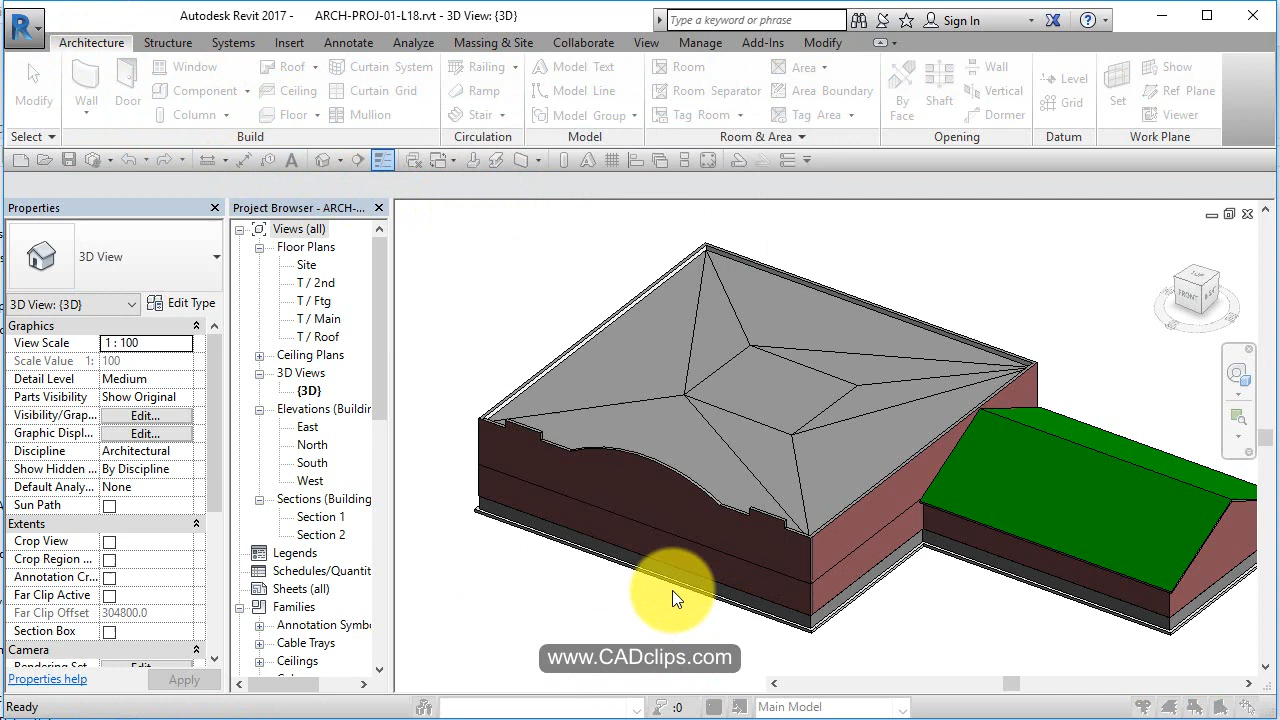 Autodesk Revit 2017 - ARCH-PROJ-01-L18.rvt - 3D View: {3D}
Type a keyword or phrase
Sign In
Architecture Structure Systems Insert Annotate Analyze Massing & Site Collaborate View Manage Add-Ins Modify
Modify
Wall
Door
Window
Component
Column
Roof
Ceiling
Floor
Curtain System
Curtain Grid
Mullion
Railing
Ramp
Stair
Model Text
Model Line
Model Group
Room
Room Separator
Tag Room
Area
Area Boundary
Tag Area
By
Face
Shaft
Wall
Vertical
Dormer
Level
Grid
Set
Show
Ref Plane
Viewer
Select Build Circulation Model Room & Area Opening Datum Work Plane
Properties
3D View
3D View: {3D}
Edit Type
Graphics
View Scale 1 : 100
Scale Value 1: 100
Detail Level Medium
Parts Visibility Show Original
Visibility/Grap... Edit...
Graphic Displ... Edit...
Discipline Architectural
Show Hidden ... By Discipline
Default Analy... None
Sun Path
Extents
Crop View
Crop Region ...
Annotation Cr...
Far Clip Active
Far Clip Offset 304800.0
Section Box
Camera
Rendering Set... Edit...
Properties help
Apply
Project Browser - ARCH-...
Views (all)
Floor Plans
Site
T / 2nd
T / Ftg
T / Main
T / Roof
Ceiling Plans
3D Views
{3D}
Elevations (Buildin
East
North
South
West
Sections (Building
Section 1
Section 2
Legends
Schedules/Quantit
Sheets (all)
Families
Annotation Symbo
Cable Trays
Ceilings
TOP
FRONT
www.CADclips.com
Ready
:0
Main Model